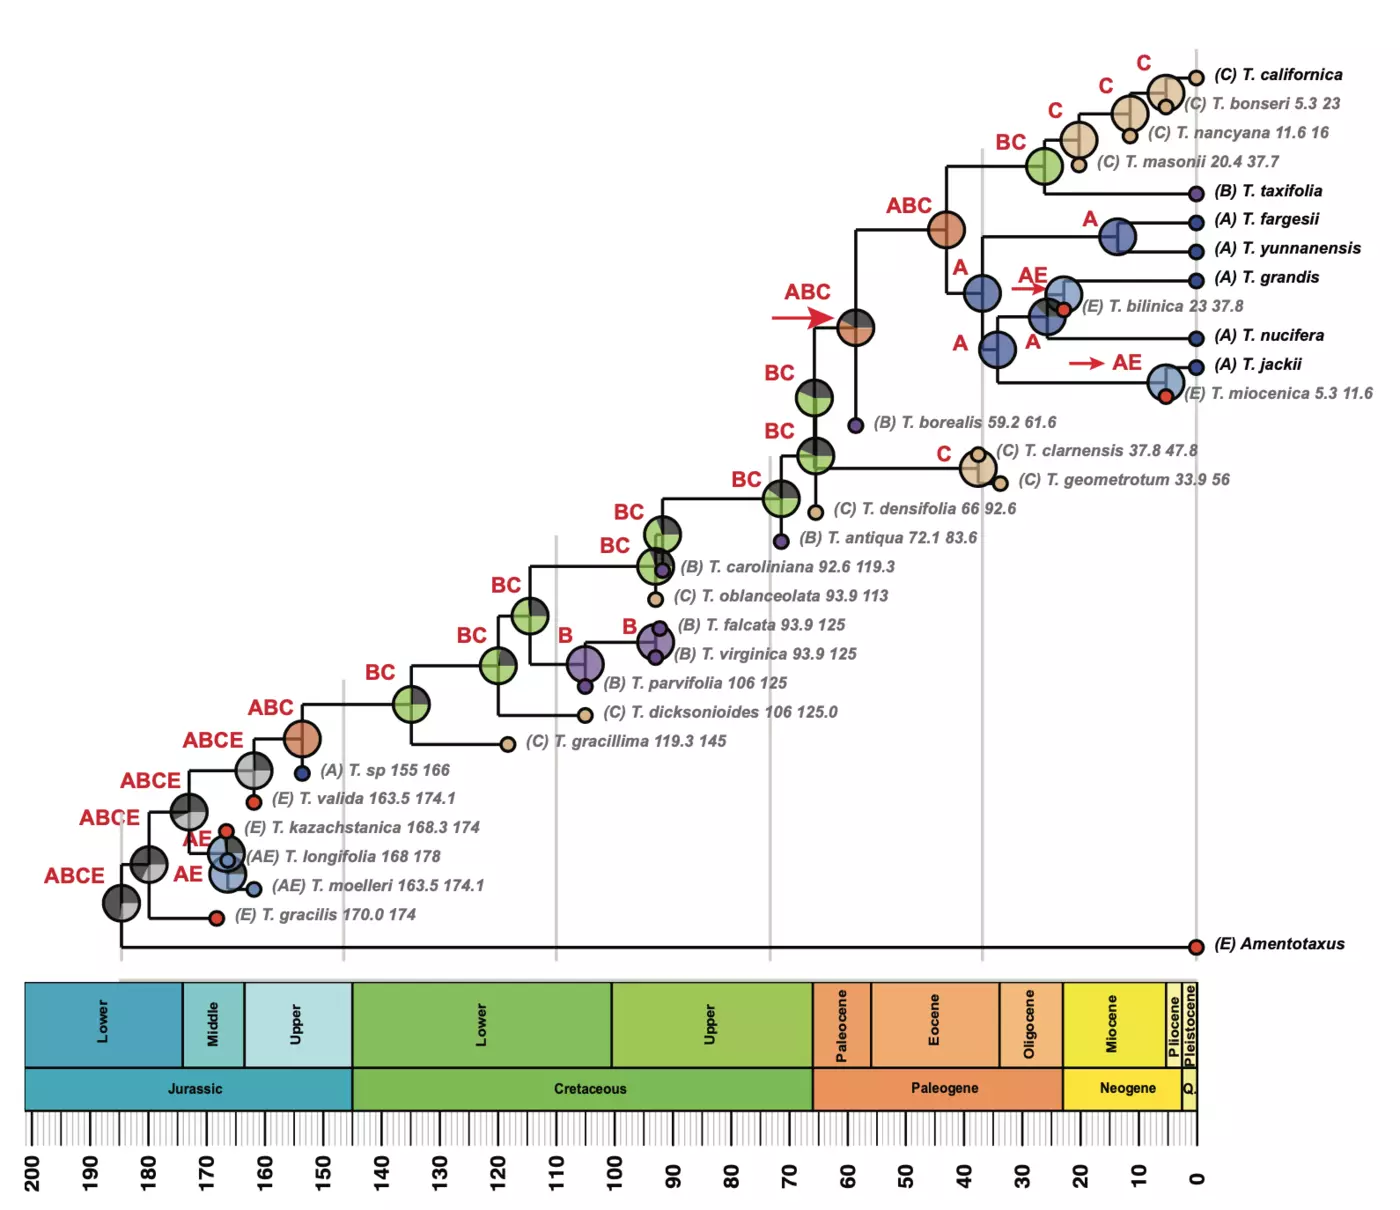 C
(C) T. californica
C
(C) T. bonseri 5.3 23
C
(C) T. nancyana 11.6 16
BC
(C) T. masonii 20.4 37.7
(B) T. taxifolia
ABC
A
(A) T. fargesii
(A) T. yunnanensis
A
AE
(A) T. grandis
ABC
(E) T. bilinica 23 37.8
A
A
(A) T. nucifera
AE
(A) T. jackii
BC
(E) T. miocenica 5.3 11.6
(B) T. borealis 59.2 61.6
BC
C
(C) T. clarnensis 37.8 47.8
BC
(C) T. geometrotum 33.9 56
BC
(C) T. densifolia 66 92.6
BC
(B) T. antiqua 72.1 83.6
(B) T. caroliniana 92.6 119.3
BC
(C) T. oblanceolata 93.9 113
BC
B
B
(B) T. falcata 93.9 125
(B) T. virginica 93.9 125
BC
(B) T. parvifolia 106 125
ABC
(C) T. dicksonioides 106 125.0
ABCE
(C) T. gracillima 119.3 145
(A) T. sp 155 166
ABCE
(E) T. valida 163.5 174.1
ABCE
(E) T. kazachstanica 168.3 174
AE
(AE) T. longifolia 168 178
ABCE
AE
(AE) T. moelleri 163.5 174.1
(E) T. gracilis 170.0 174
(E) Amentotaxus
Lower
Middle
Upper
Lower
Upper
Paleocene
Eocene
Oligocene
Miocene
Pliocene
Pleistocene
Jurassic
Cretaceous
Paleogene
Neogene
Q.
200
190
180
170
160
150
140
130
120
110
100
90
80
70
60
50
40
30
20
10
0